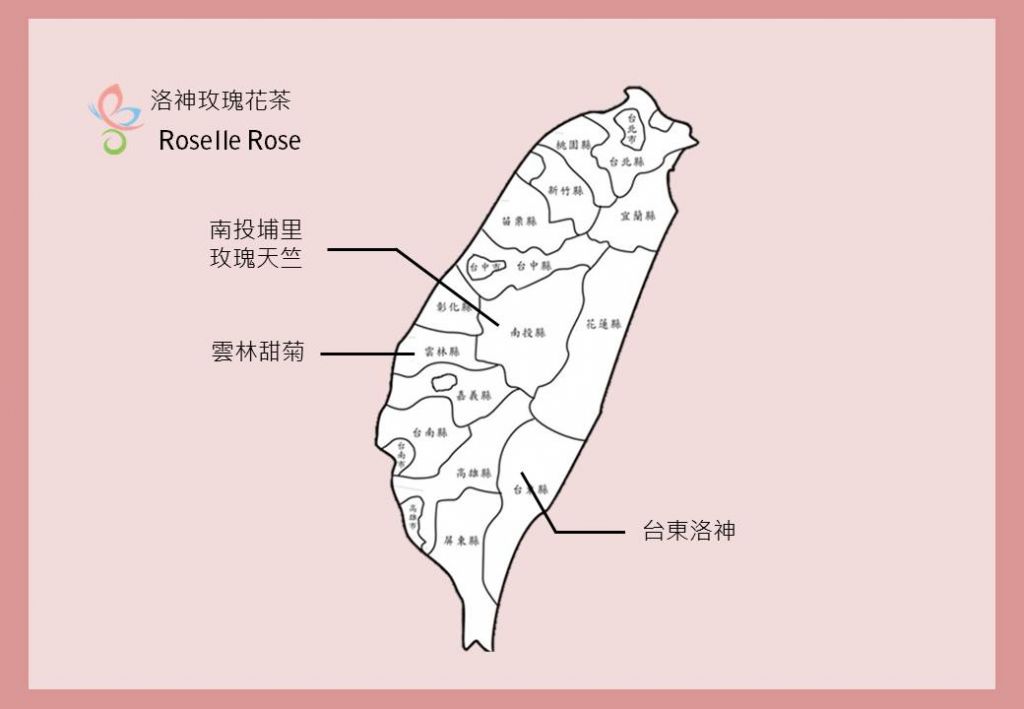 洛神玫瑰花茶
Roselle Rose
南投埔里
玫瑰天竺
雲林甜菊
台東洛神
台北市
桃園縣
台北縣
新竹縣
苗栗縣
宜蘭縣
台中市
台中縣
彰化縣
南投縣
花蓮縣
雲林縣
嘉義縣
台南縣
台南市
高雄縣
台東縣
高雄市
屏東縣